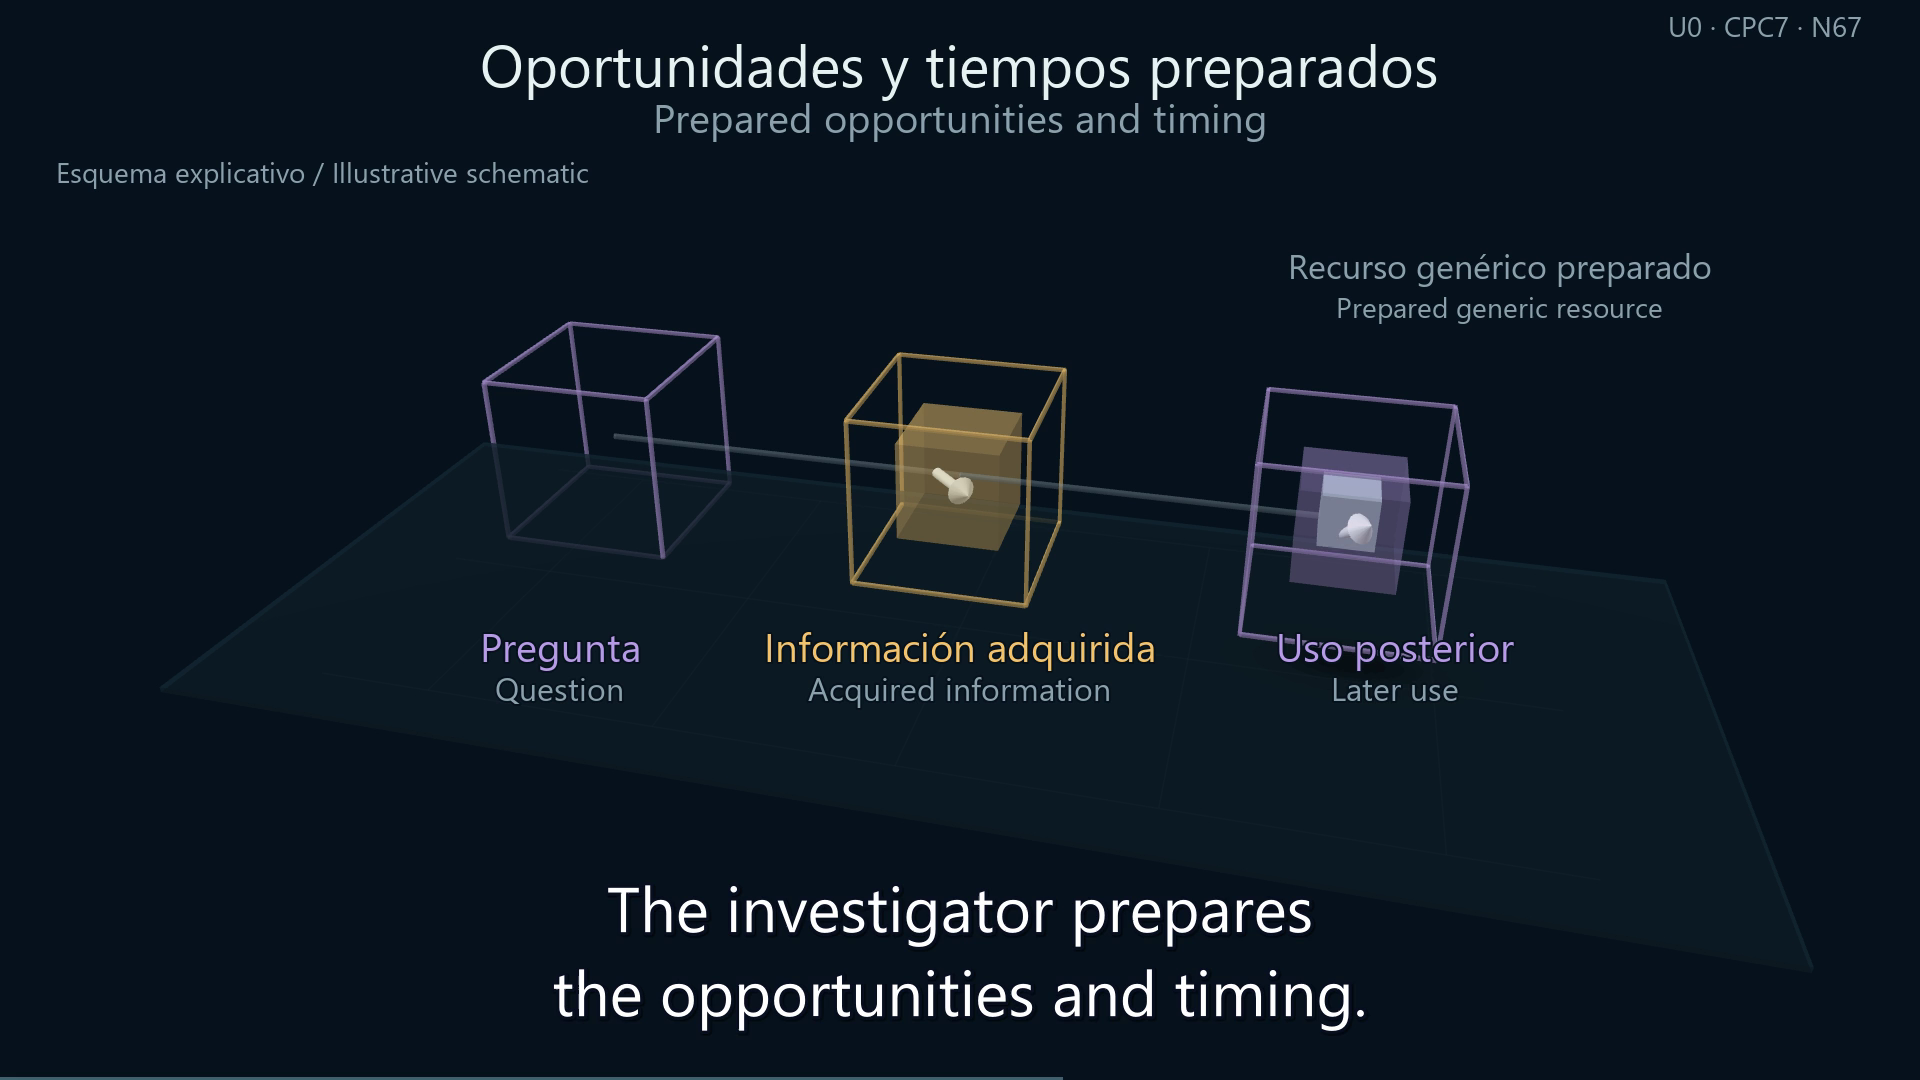 U0 · CPC7 · N67
Oportunidades y tiempos preparados
Prepared opportunities and timing
Esquema explicativo / Illustrative schematic
Recurso genérico preparado
Prepared generic resource
Pregunta
Question
Información adquirida
Acquired information
Uso posterior
Later use
The investigator prepares
the opportunities and timing.